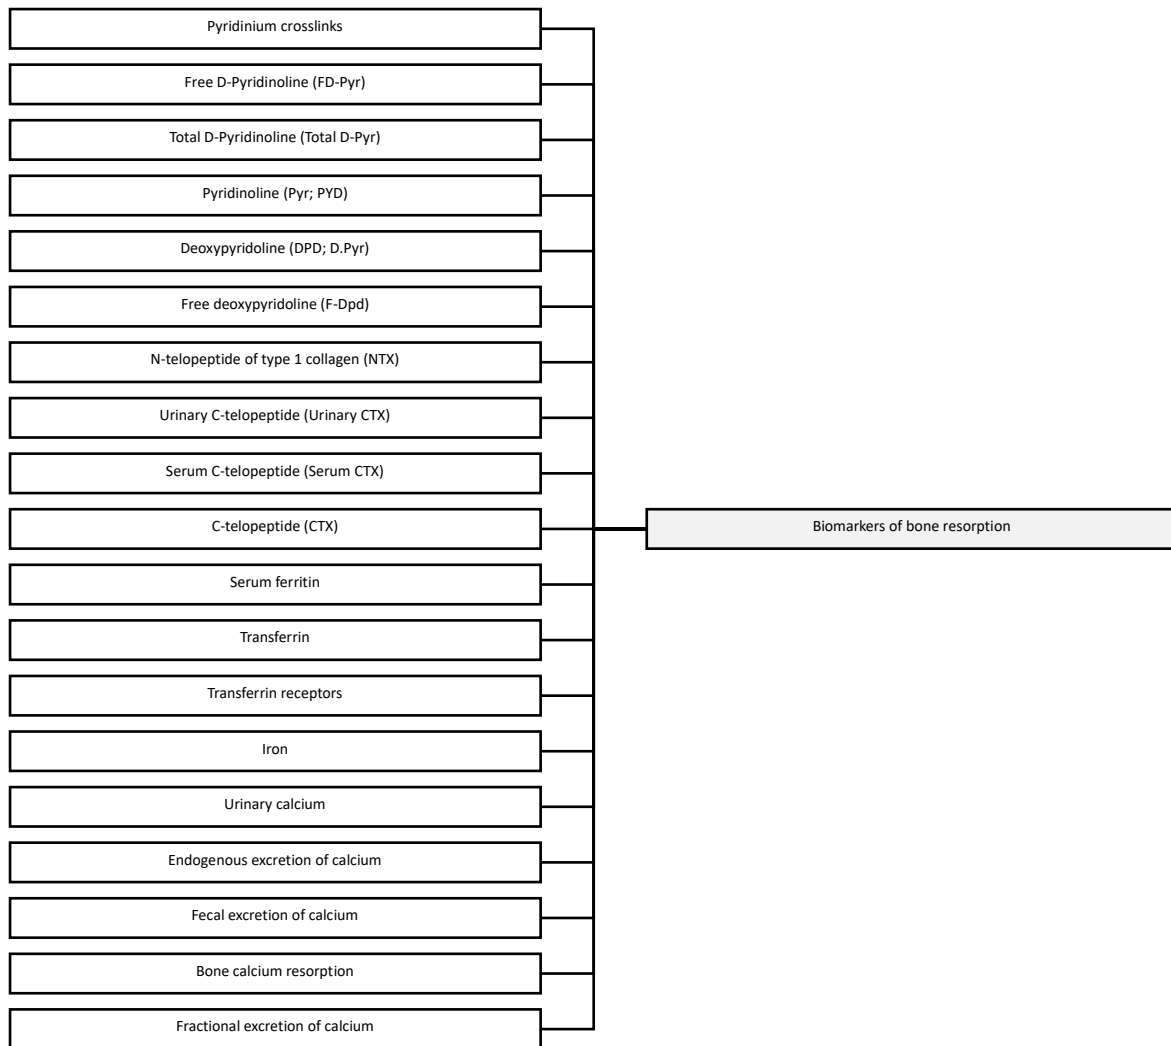 Pyridinium crosslinks
Free D-Pyridinoline (FD-Pyr)
Total D-Pyridinoline (Total D-Pyr)
Pyridinoline (Pyr; PYD)
Deoxypyridoline (DPD; D.Pyr)
Free deoxypyridoline (F-Dpd)
N-telopeptide of type 1 collagen (NTX)
Urinary C-telopeptide (Urinary CTX)
Serum C-telopeptide (Serum CTX)
C-telopeptide (CTX)
Biomarkers of bone resorption
Serum ferritin
Transferrin
Transferrin receptors
Iron
Urinary calcium
Endogenous excretion of calcium
Fecal excretion of calcium
Bone calcium resorption
Fractional excretion of calcium